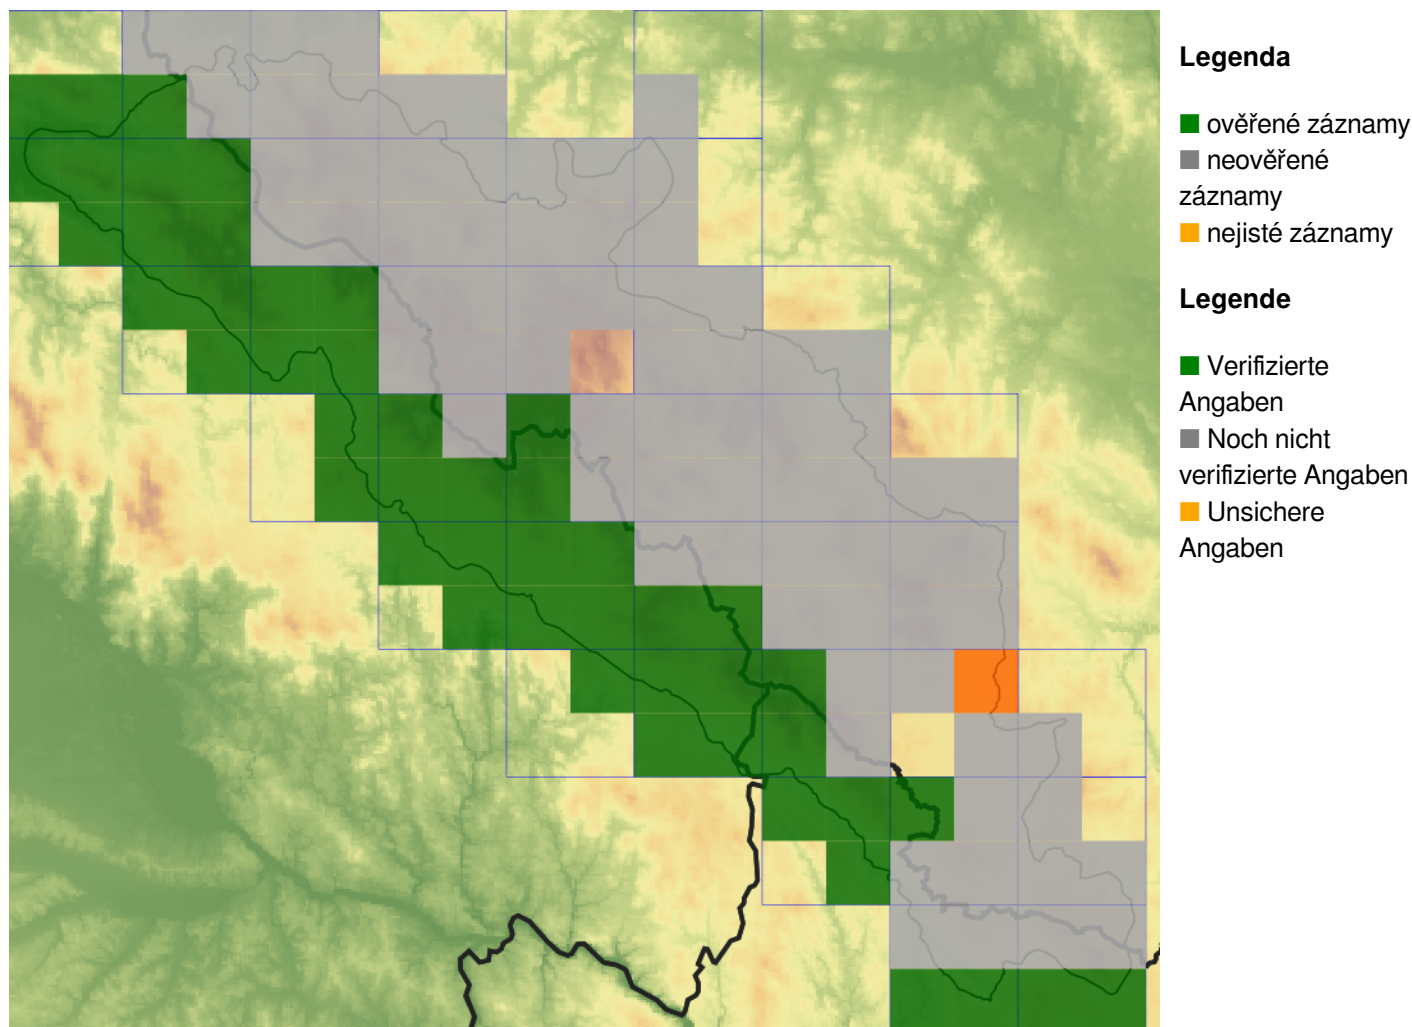 Legenda
ověřené záznamy
neověřené
záznamy
nejisté záznamy
Legende
Verifizierte
Angaben
Noch nicht
verifizierte Angaben
Unsichere
Angaben